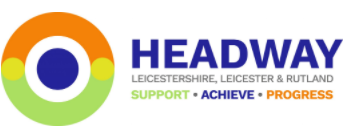 HEADWAY
LEICESTERSHIRE, LEICESTER & RUTLAND
SUPPORT • ACHIEVE • PROGRESS